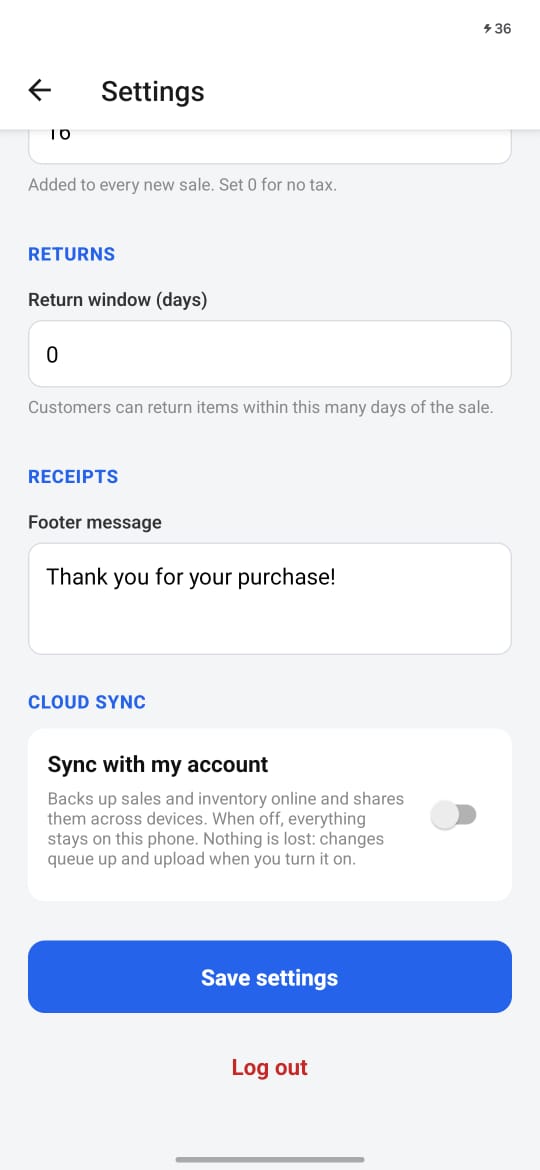 36
Settings
16
Added to every new sale. Set 0 for no tax.
RETURNS
Return window (days)
0
Customers can return items within this many days of the sale.
RECEIPTS
Footer message
Thank you for your purchase!
CLOUD SYNC
Sync with my account
Backs up sales and inventory online and shares
them across devices. When off, everything
stays on this phone. Nothing is lost: changes
queue up and upload when you turn it on.
Save settings
Log out